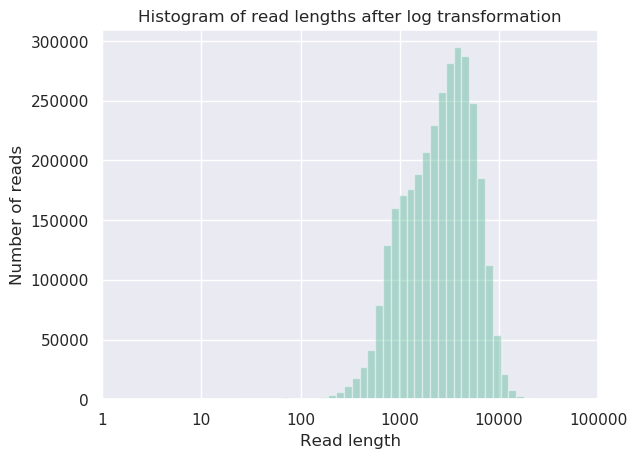 Histogram of read lengths after log transformation
300000
250000
200000
150000
100000
50000
0
Number of reads
1 10 100 1000 10000 100000
Read length